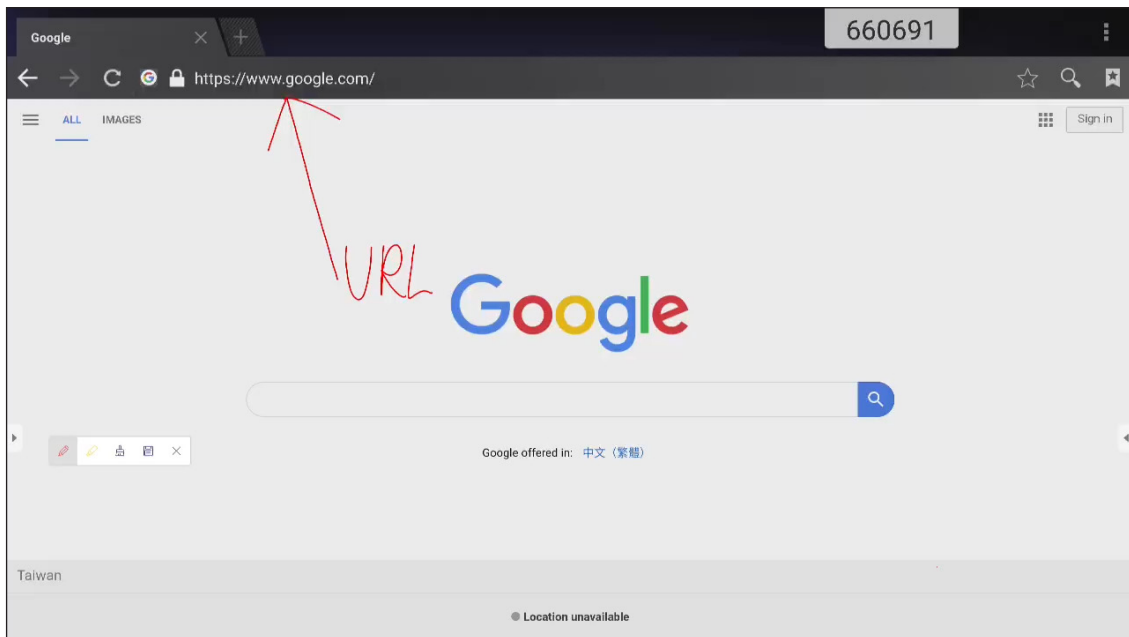 Google
660691
https://www.google.com/
ALL IMAGES
Sign in
URL
Google
Google offered in: 中文（繁體）
Taiwan
Location unavailable